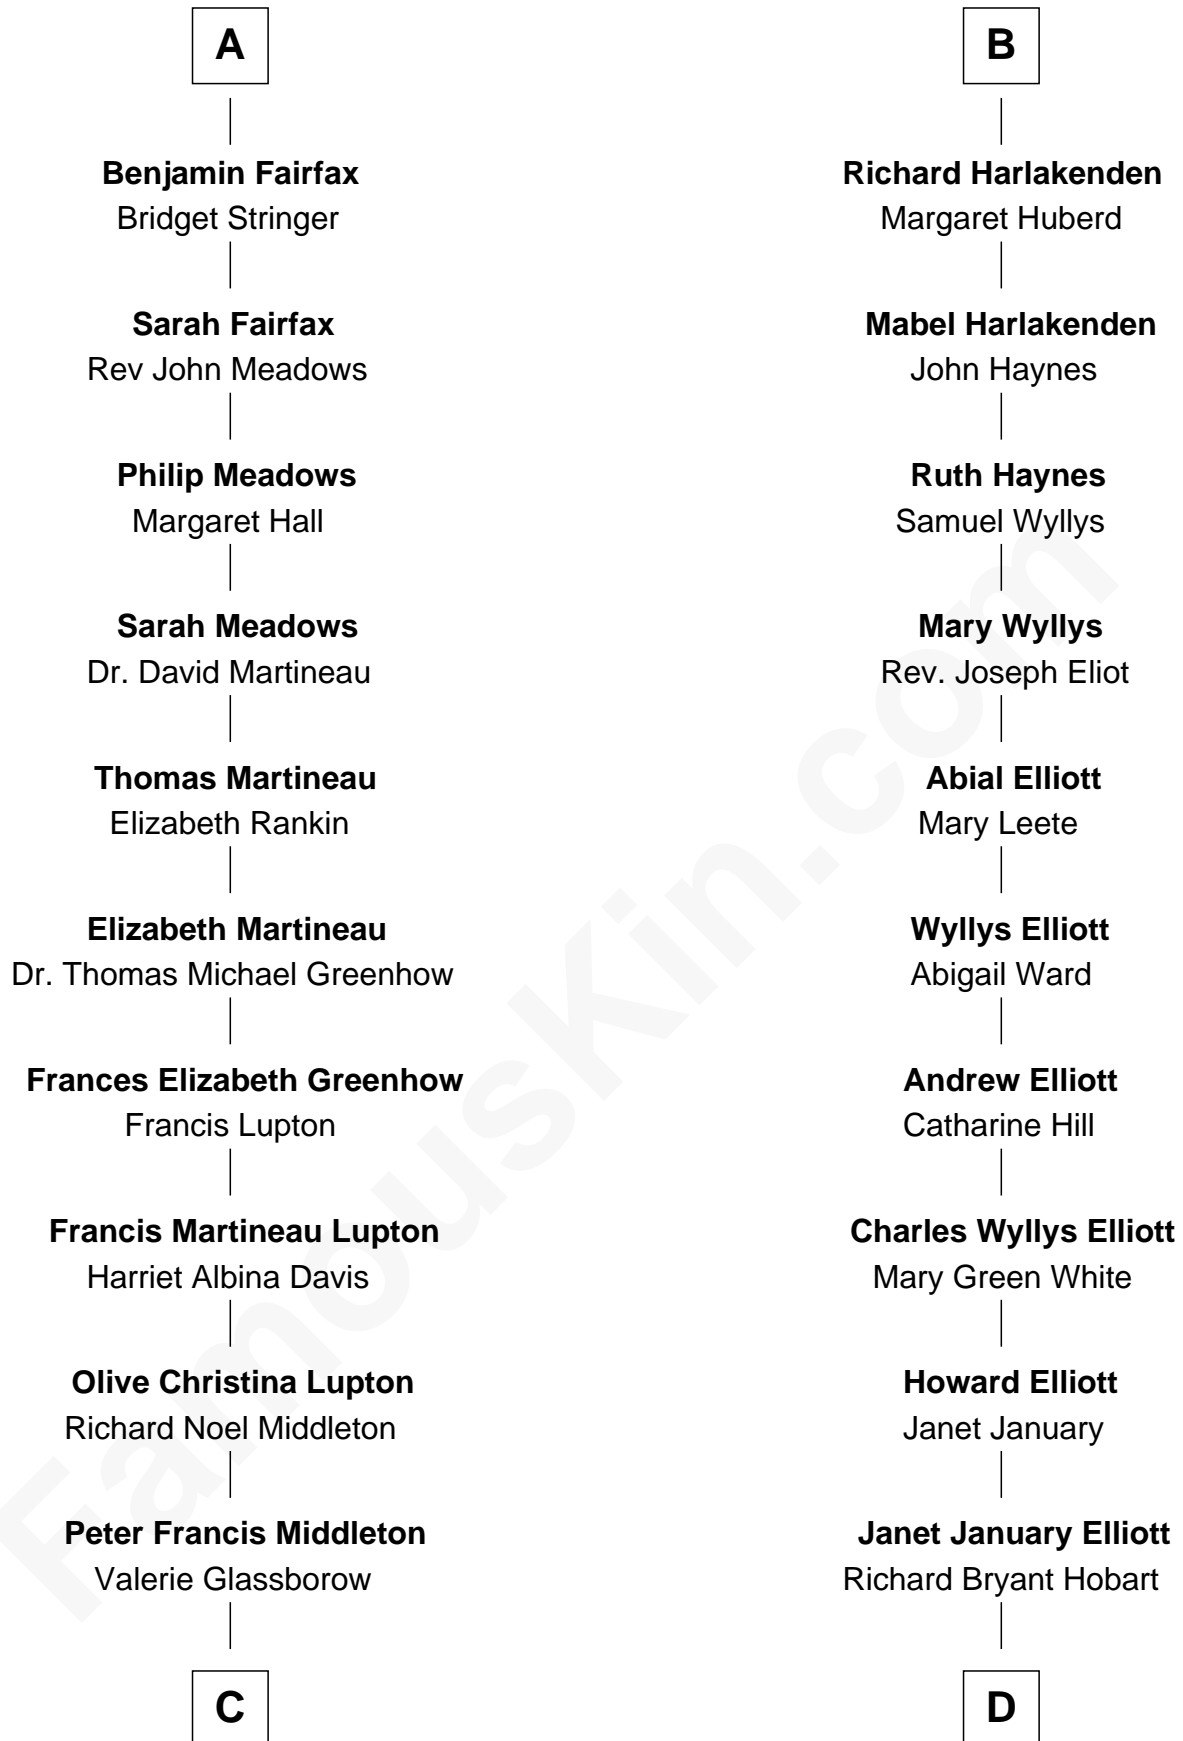 A
Benjamin Fairfax
Bridget Stringer
Sarah Fairfax
Rev John Meadows
Philip Meadows
Margaret Hall
Sarah Meadows
Dr. David Martineau
Thomas Martineau
Elizabeth Rankin
Elizabeth Martineau
Dr. Thomas Michael Greenhow
Frances Elizabeth Greenhow
Francis Lupton
Francis Martineau Lupton
Harriet Albina Davis
Olive Christina Lupton
Richard Noel Middleton
Peter Francis Middleton
Valerie Glassborow
C
B
Richard Harlakenden
Margaret Huberd
Mabel Harlakenden
John Haynes
Ruth Haynes
Samuel Wyllys
Mary Wyllys
Rev. Joseph Eliot
Abial Elliott
Mary Leete
Wyllys Elliott
Abigail Ward
Andrew Elliott
Catharine Hill
Charles Wyllys Elliott
Mary Green White
Howard Elliott
Janet January
Janet January Elliott
Richard Bryant Hobart
D
FamousKin.com